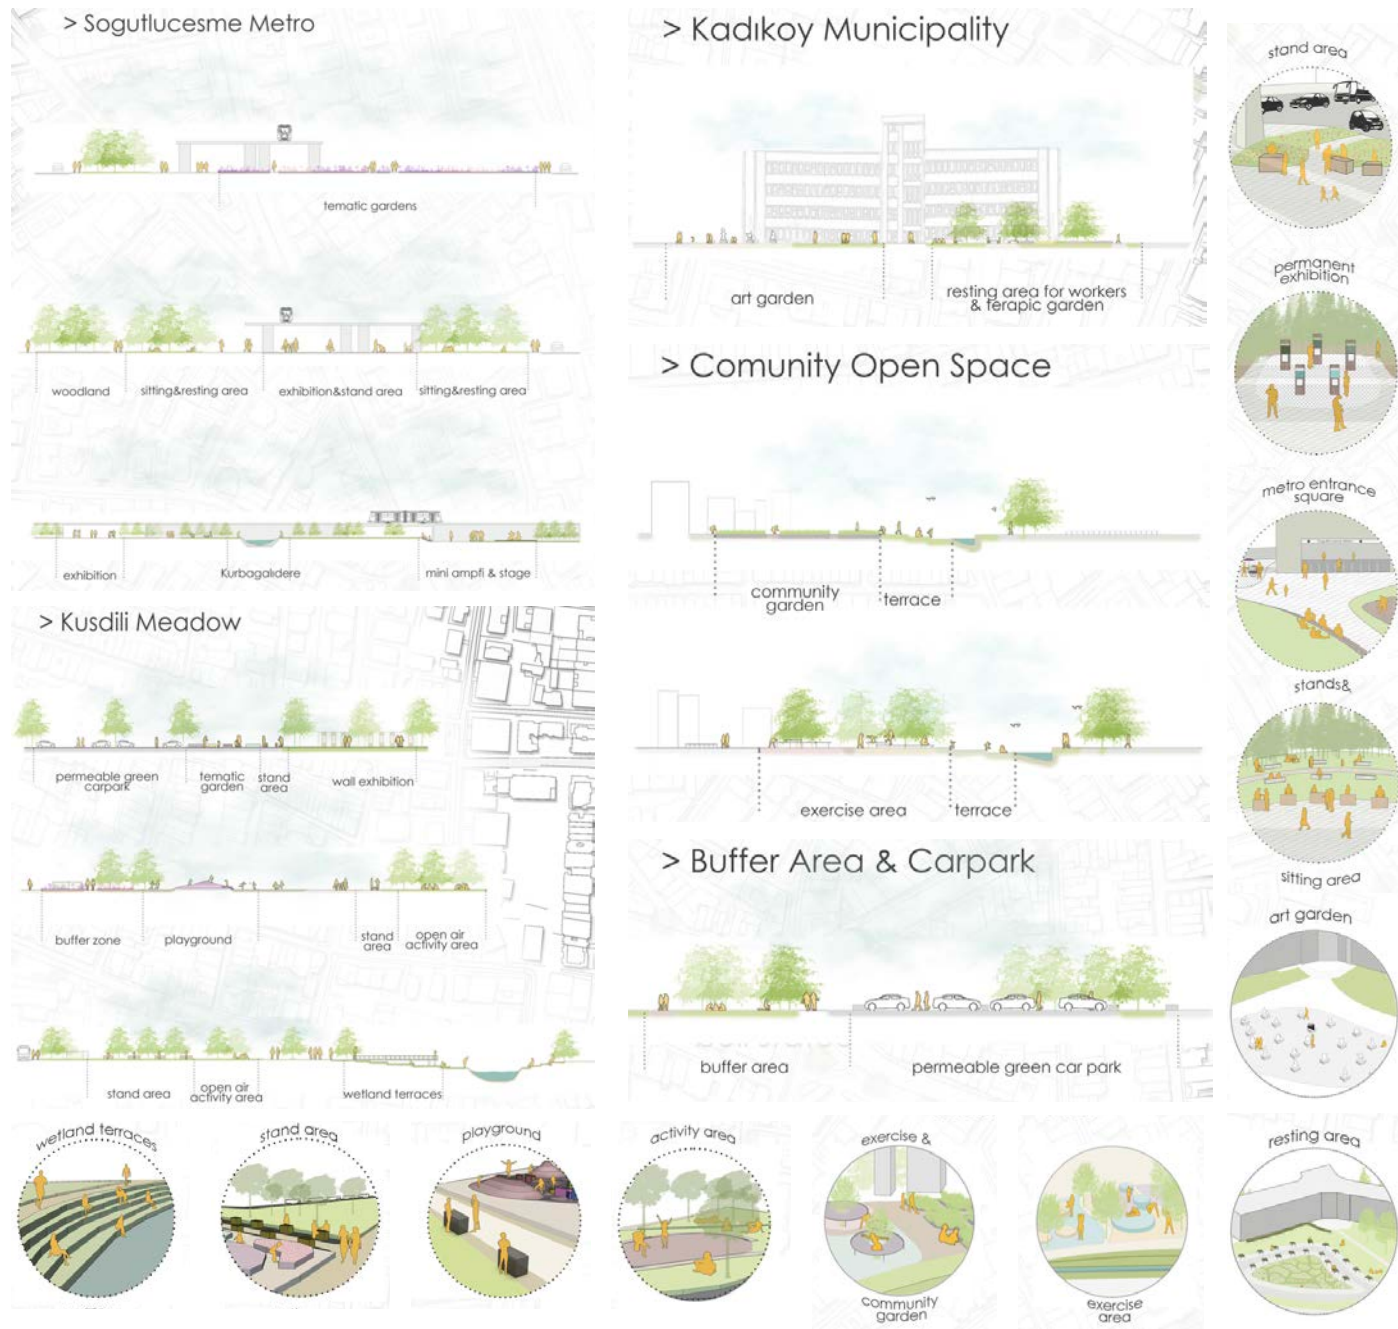 > Sogutlucesme Metro
tematic gardens
woodland
sitting&resting area
exhibition&stand area
sitting&resting area
exhibition
Kurbagalıdere
mini ampfi & stage
> Kusdili Meadow
permeable green
carpark
tematic
garden
stand
area
wall exhibition
buffer zone
playground
stand
area
open air
activity area
stand area
open air
activity area
wetland terraces
> Kadıkoy Municipality
art garden
resting area for workers
& terapic garden
> Comunity Open Space
community
garden
terrace
exercise area
terrace
> Buffer Area & Carpark
buffer area
permeable green car park
stand area
permanent
exhibition
metro entrance
square
stands&
sitting area
art garden
resting area
wetland terraces
stand area
playground
activity area
exercise &
community
garden
exercise
area